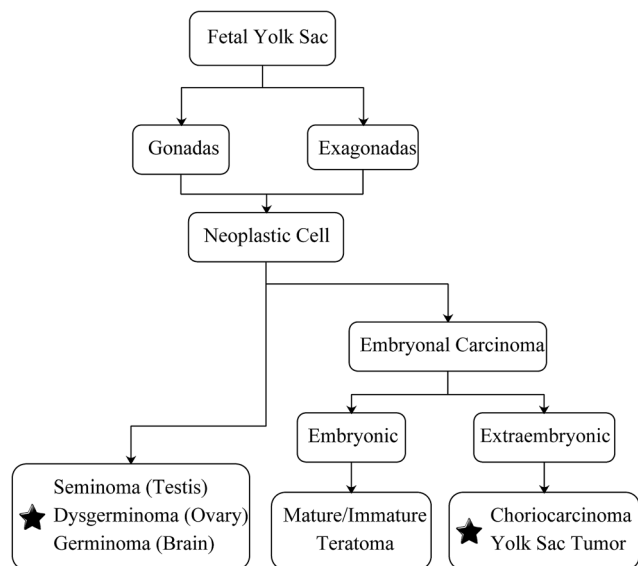 Fetal Yolk Sac
Gonadas
Exagonadas
Neoplastic Cell
Embryonal Carcinoma
Embryonic
Extraembryonic
Seminoma (Testis)
Dysgerminoma (Ovary)
Germinoma (Brain)
Mature/Immature
Teratoma
Choriocarcinoma
Yolk Sac Tumor